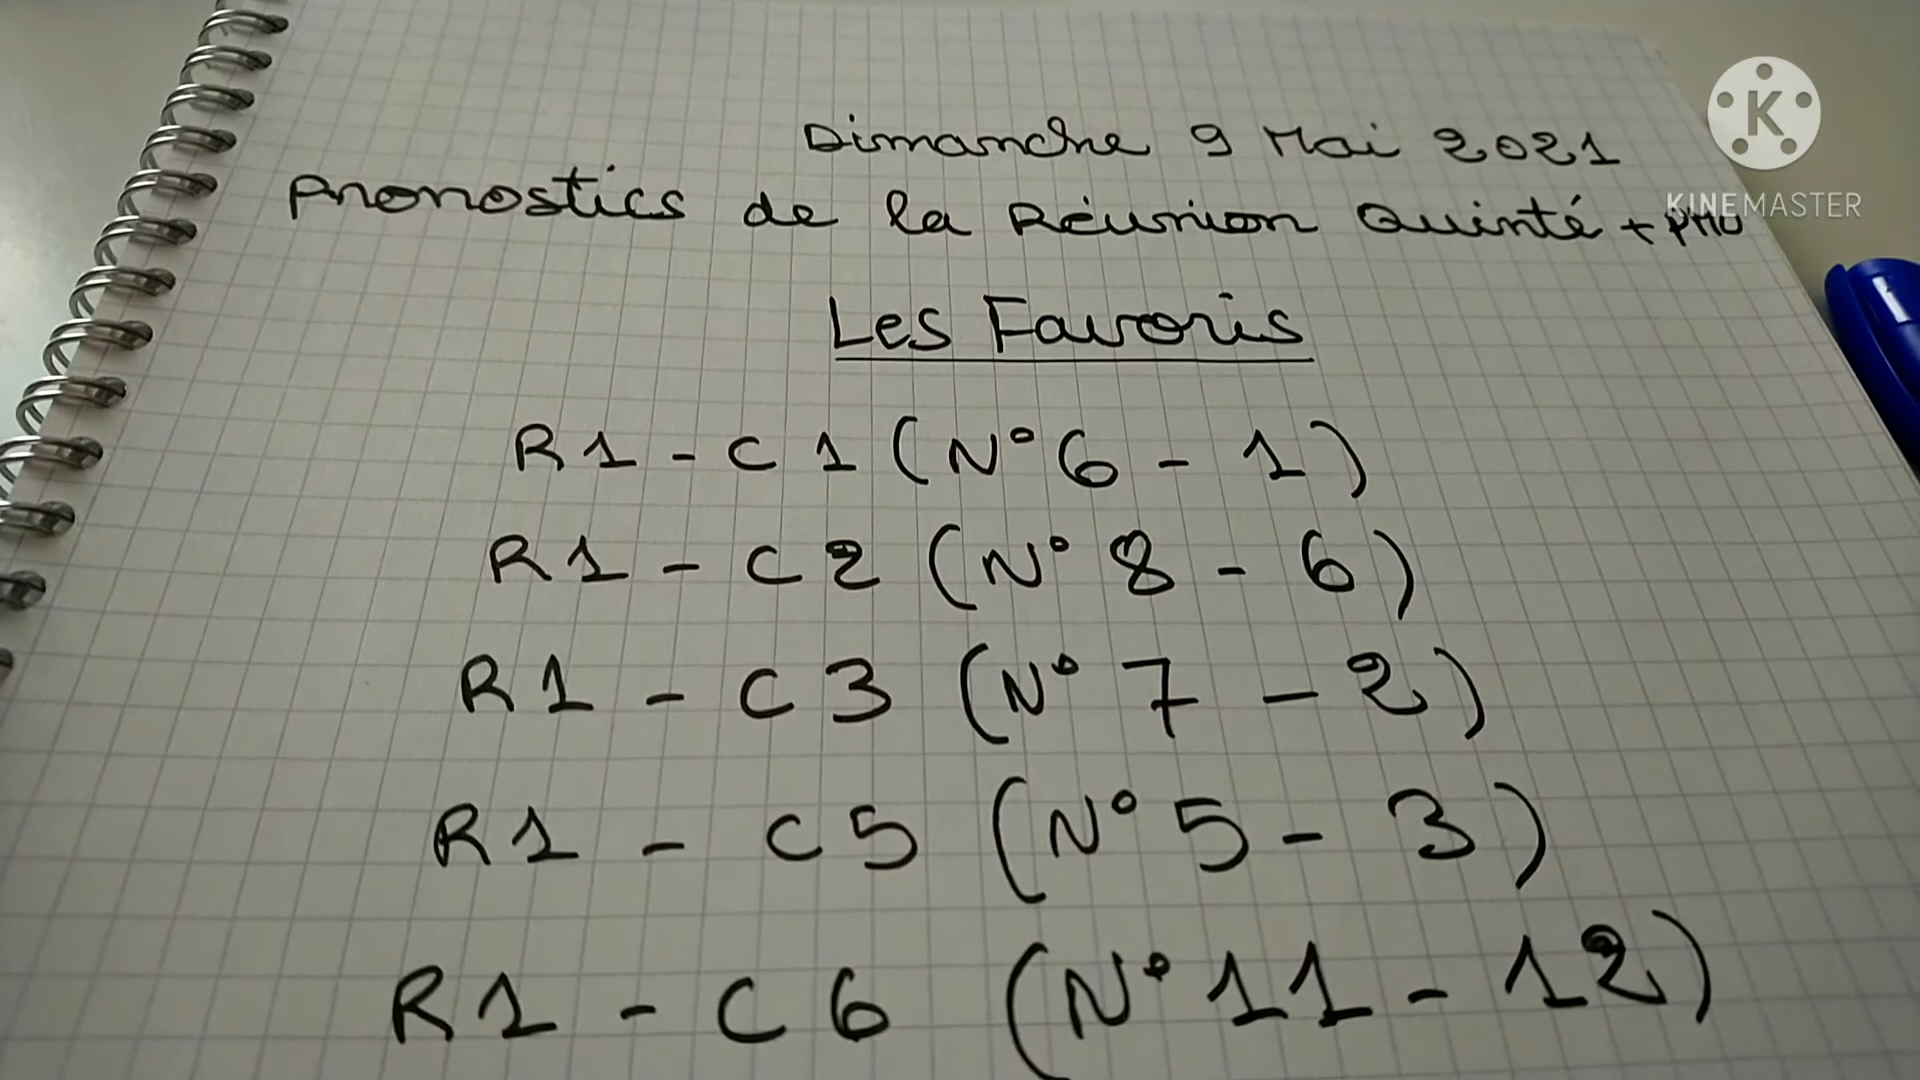 Dimanche 9 Mai 2021
Pronostics de la Réunion Quinté + PMU
Les Favoris
R1 - C1 (N° 6 - 1)
R1 - C2 (N° 8 - 6)
R1 - C3 (N° 7 - 2)
R1 - C5 (N° 5 - 3)
R1 - C6 (N° 11 - 12)
K
KINEMASTER